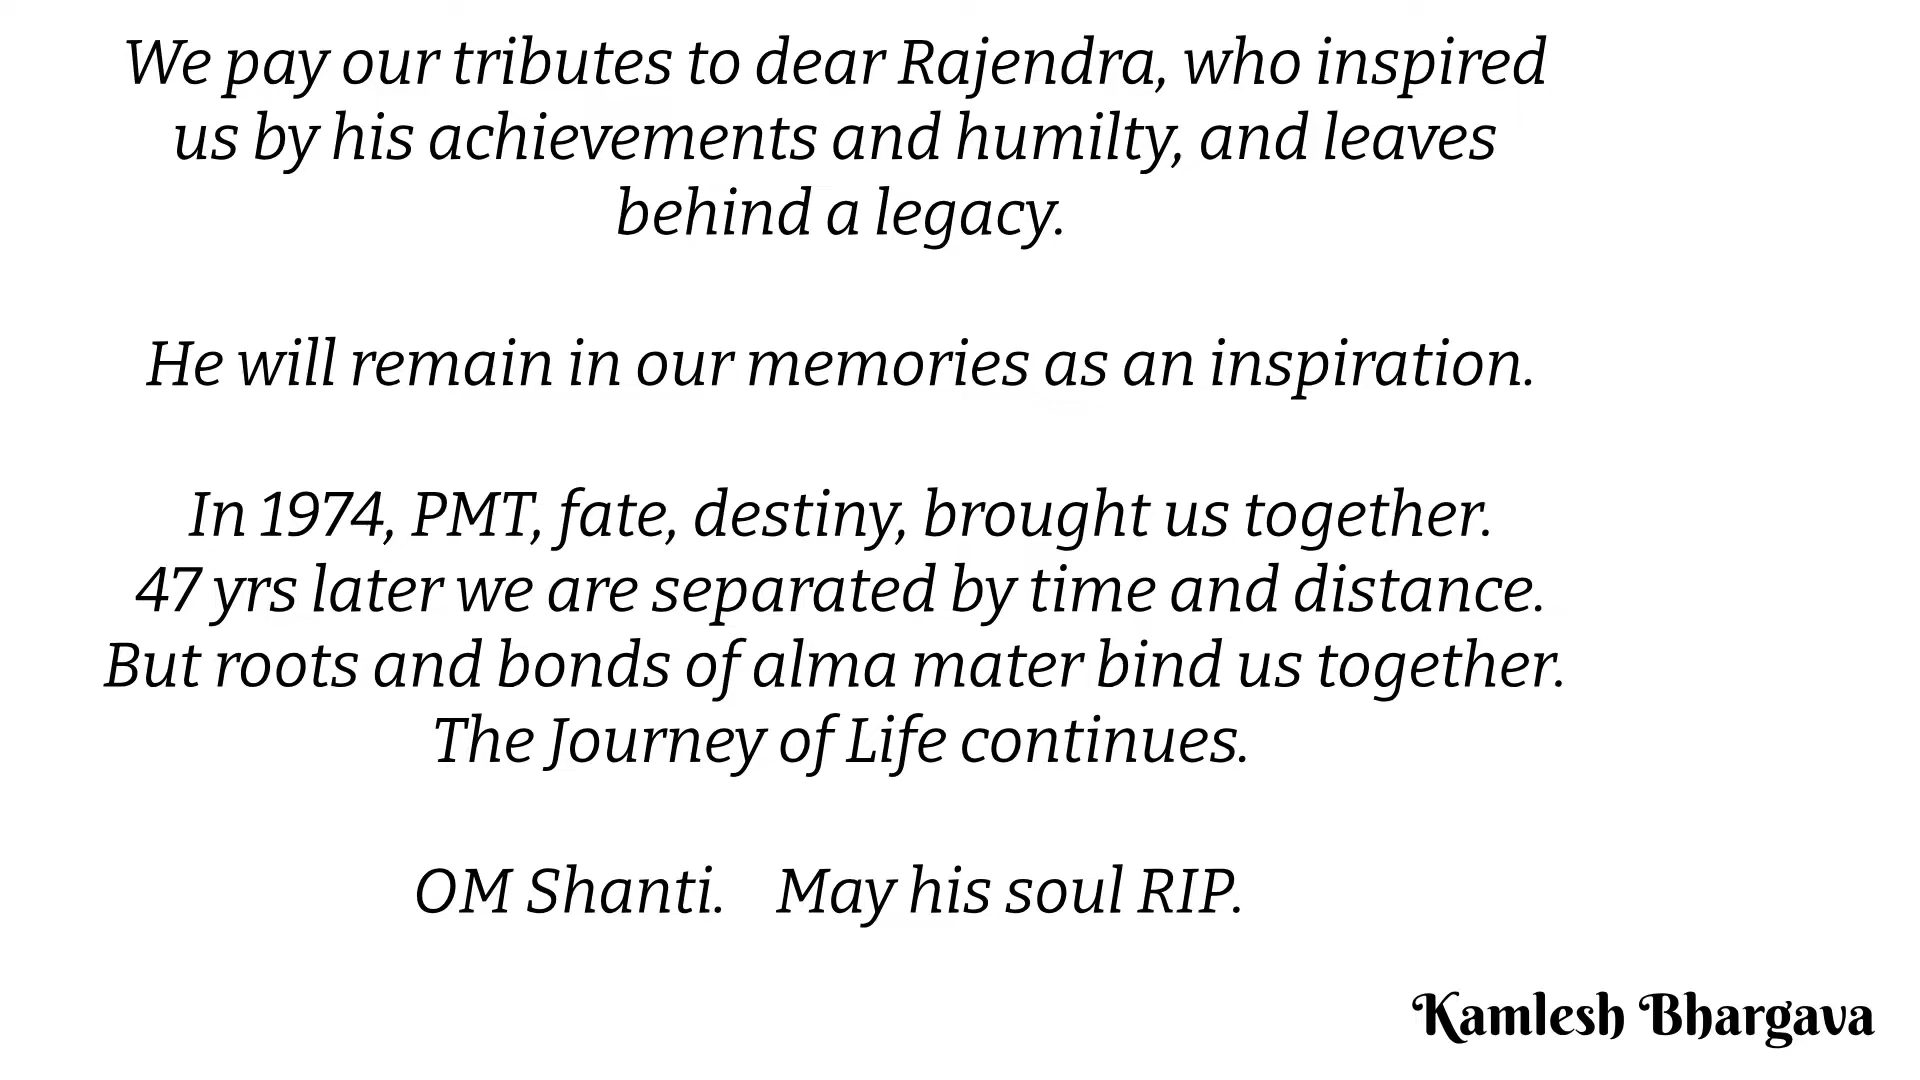 We pay our tributes to dear Rajendra, who inspired
us by his achievements and humilty, and leaves
behind a legacy.
He will remain in our memories as an inspiration.
In 1974, PMT, fate, destiny, brought us together.
47 yrs later we are separated by time and distance.
But roots and bonds of alma mater bind us together.
The Journey of Life continues.
OM Shanti.   May his soul RIP.
Kamlesh Bhargava